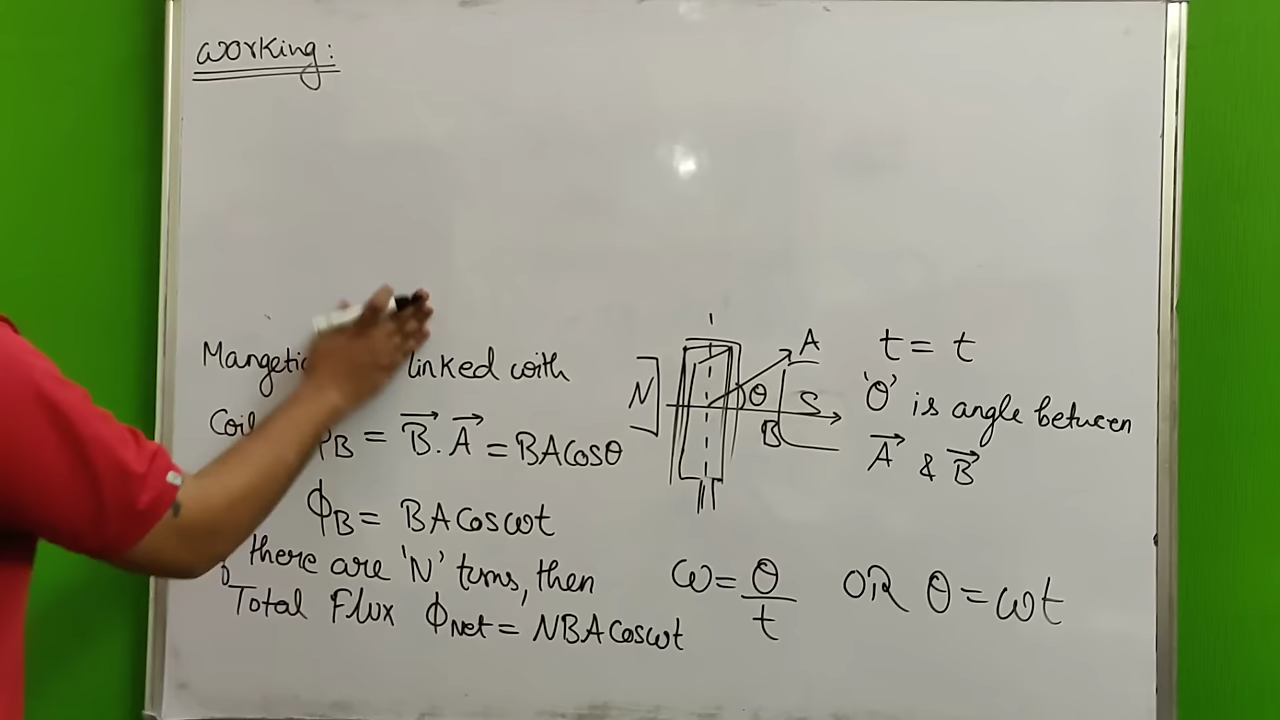 Working:
Mangetic linked with
Coil ϕB = B⃗.A⃗ = BACosθ
ϕB = BACosωt
there are 'N' turns, then
Total Flux ϕNet = NBACosωt
N
A
θ
S
B
t = t
'θ' is angle between
A⃗ & B⃗
ω = θ/t OR θ = ωt